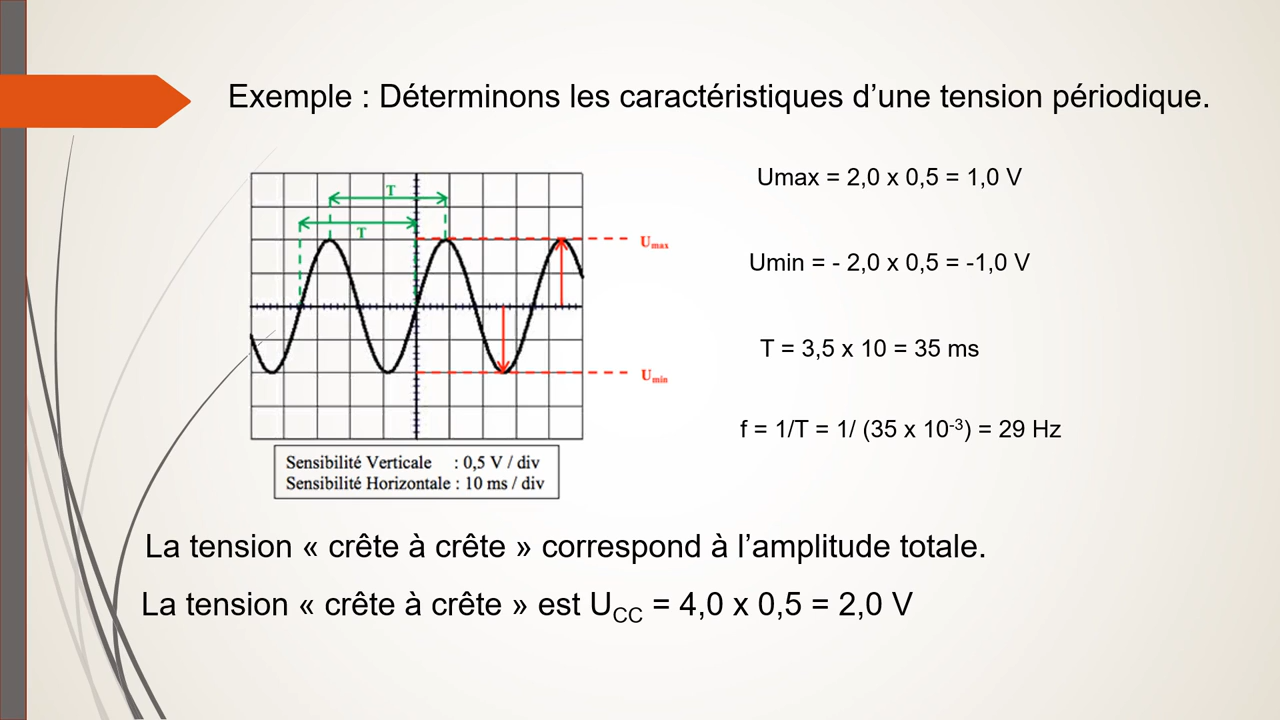 Exemple : Déterminons les caractéristiques d’une tension périodique.
T
T
Umax
Umin
Sensibilité Verticale : 0,5 V / div
Sensibilité Horizontale : 10 ms / div
Umax = 2,0 x 0,5 = 1,0 V
Umin = - 2,0 x 0,5 = -1,0 V
T = 3,5 x 10 = 35 ms
f = 1/T = 1/ (35 x 10⁻³) = 29 Hz
La tension « crête à crête » correspond à l’amplitude totale.
La tension « crête à crête » est UCC = 4,0 x 0,5 = 2,0 V